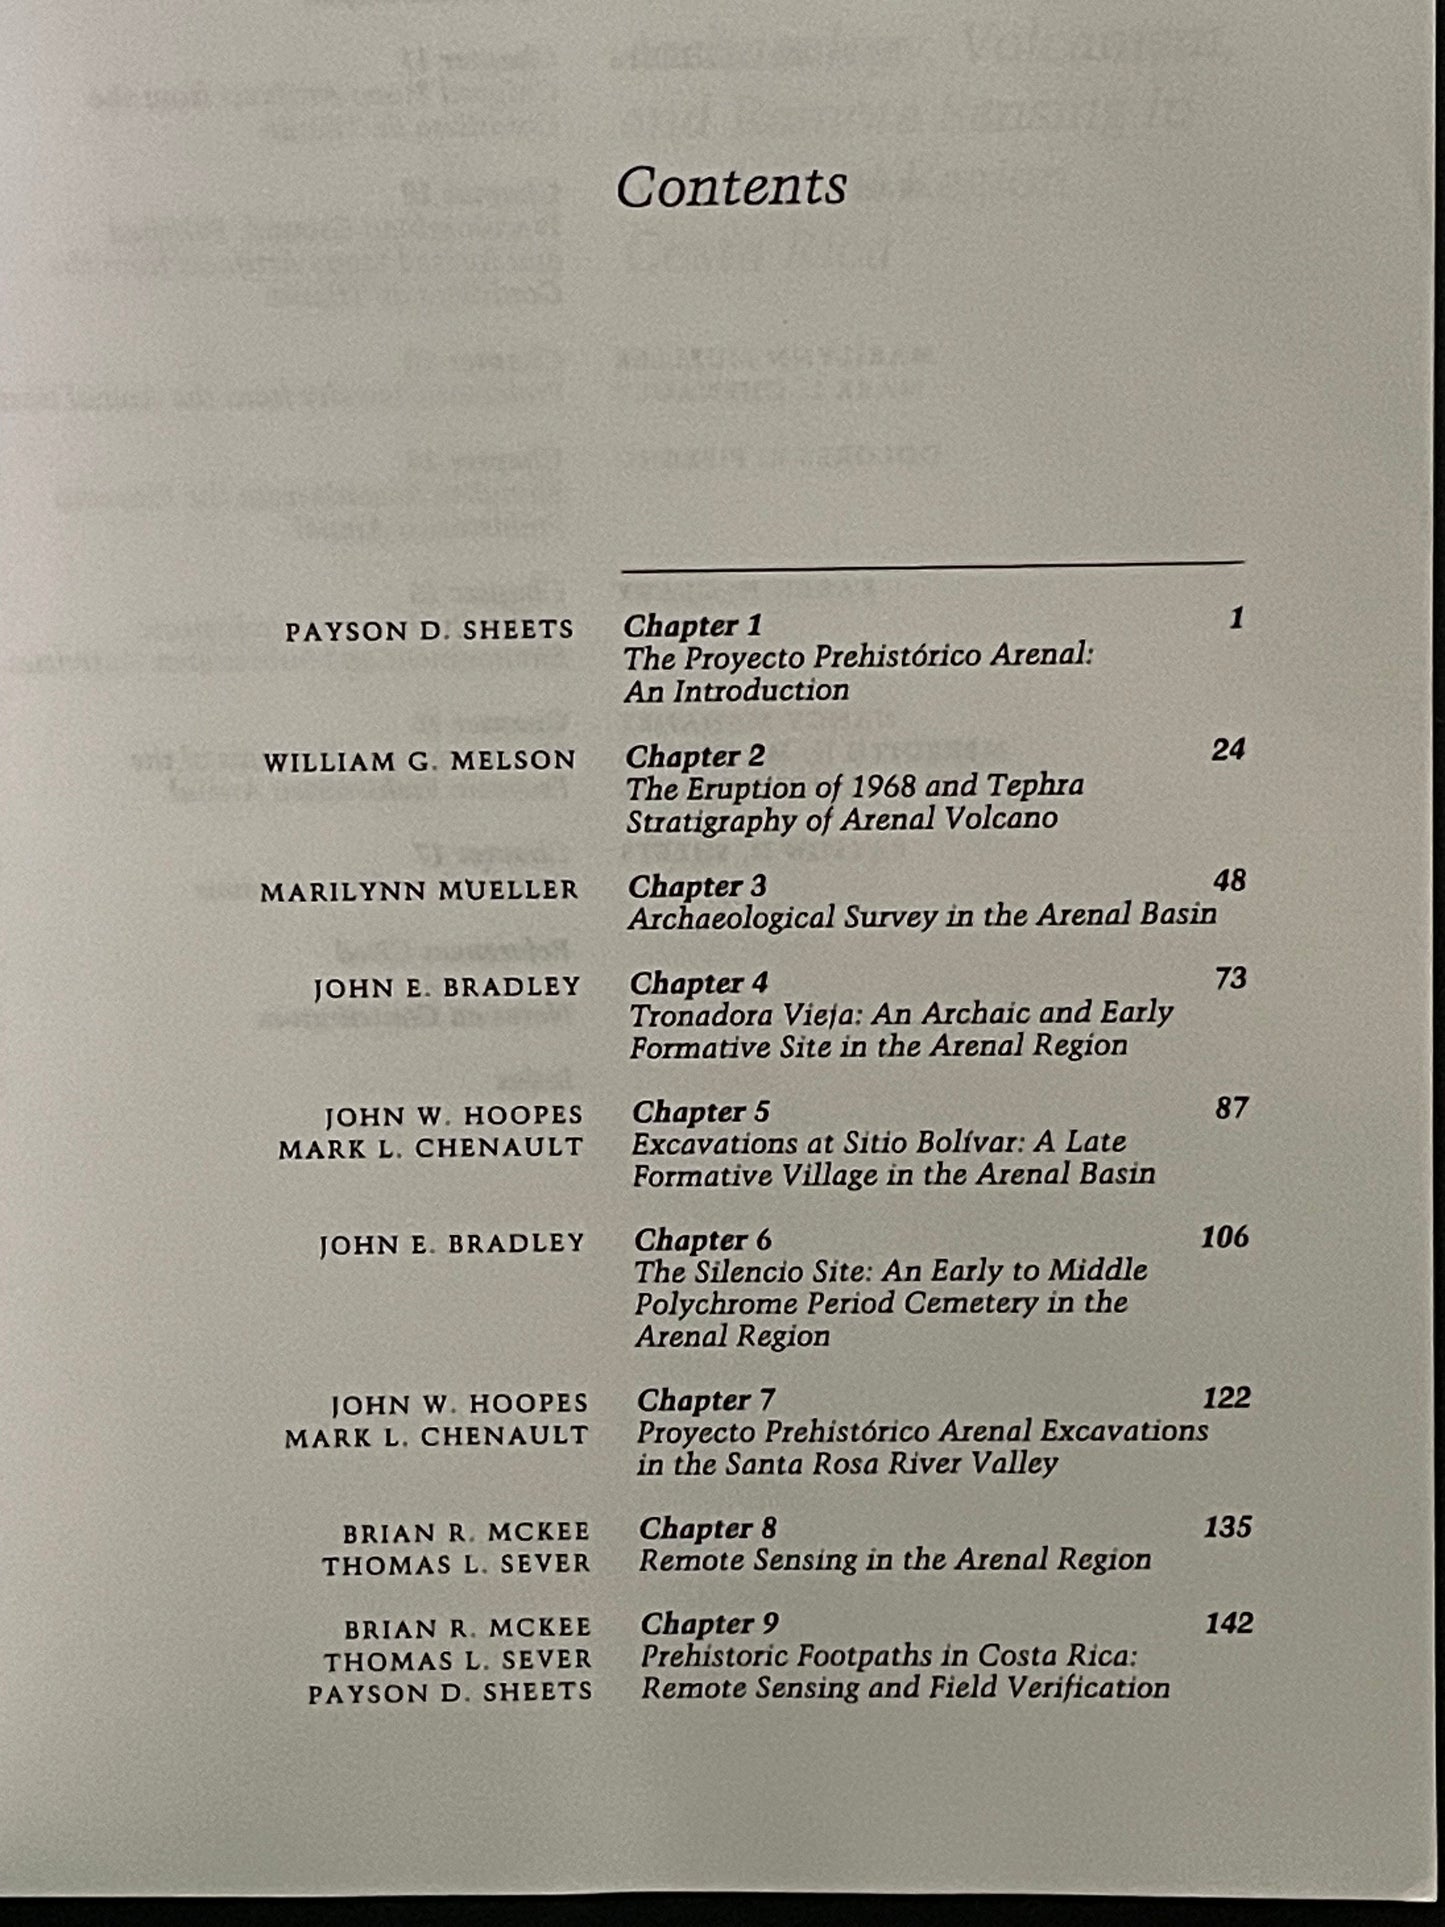 Contents
PAYSON D. SHEETS Chapter 1 1
The Proyecto Prehistórico Arenal:
An Introduction
WILLIAM G. MELSON Chapter 2 24
The Eruption of 1968 and Tephra
Stratigraphy of Arenal Volcano
MARILYNN MUELLER Chapter 3 48
Archaeological Survey in the Arenal Basin
JOHN E. BRADLEY Chapter 4 73
Tronadora Vieja: An Archaic and Early
Formative Site in the Arenal Region
JOHN W. HOOPES Chapter 5 87
MARK L. CHENAULT Excavations at Sitio Bolívar: A Late
Formative Village in the Arenal Basin
JOHN E. BRADLEY Chapter 6 106
The Silencio Site: An Early to Middle
Polychrome Period Cemetery in the
Arenal Region
JOHN W. HOOPES Chapter 7 122
MARK L. CHENAULT Proyecto Prehistórico Arenal Excavations
in the Santa Rosa River Valley
BRIAN R. MCKEE Chapter 8 135
THOMAS L. SEVER Remote Sensing in the Arenal Region
BRIAN R. MCKEE Chapter 9 142
THOMAS L. SEVER Prehistoric Footpaths in Costa Rica:
PAYSON D. SHEETS Remote Sensing and Field Verification